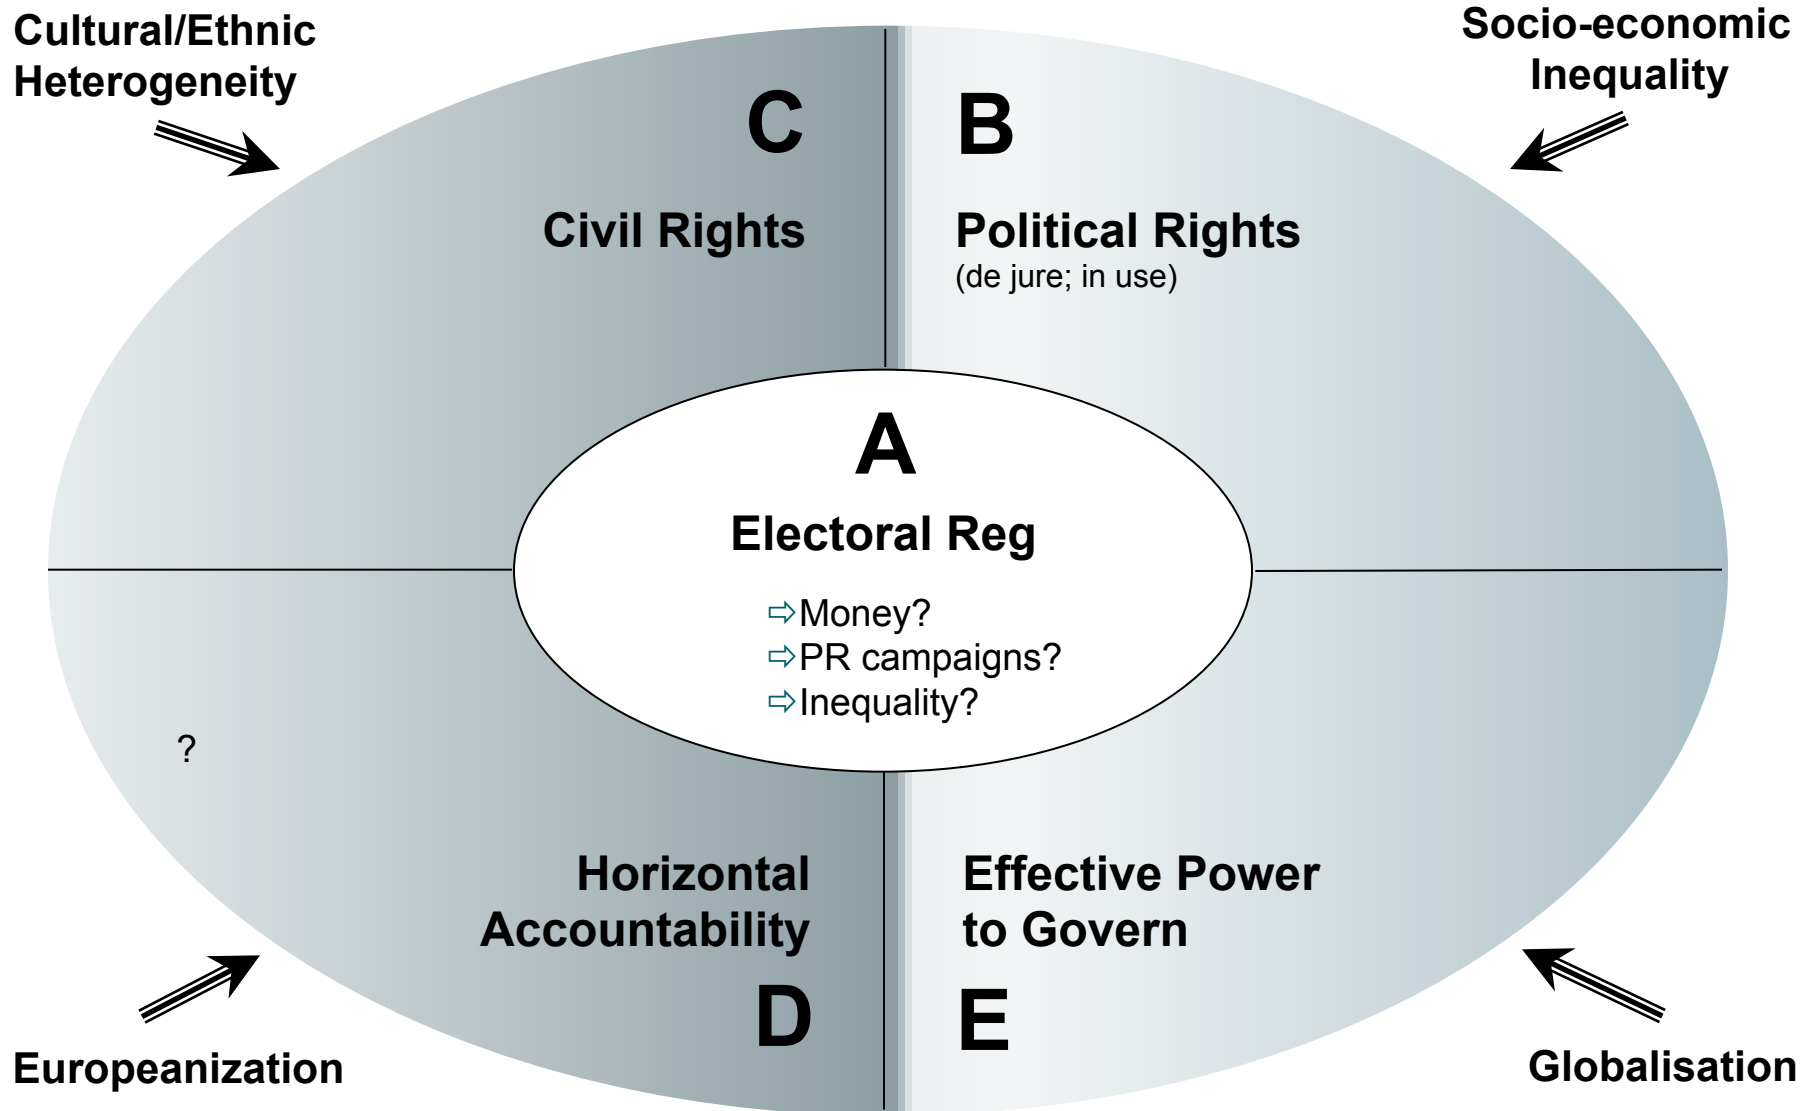 Cultural/Ethnic
Heterogeneity
Socio-economic
Inequality
C
B
Civil Rights
Political Rights
(de jure; in use)
A
Electoral Reg
⇨Money?
⇨PR campaigns?
⇨Inequality?
?
Horizontal
Accountability
Effective Power
to Govern
D
E
Europeanization
Globalisation